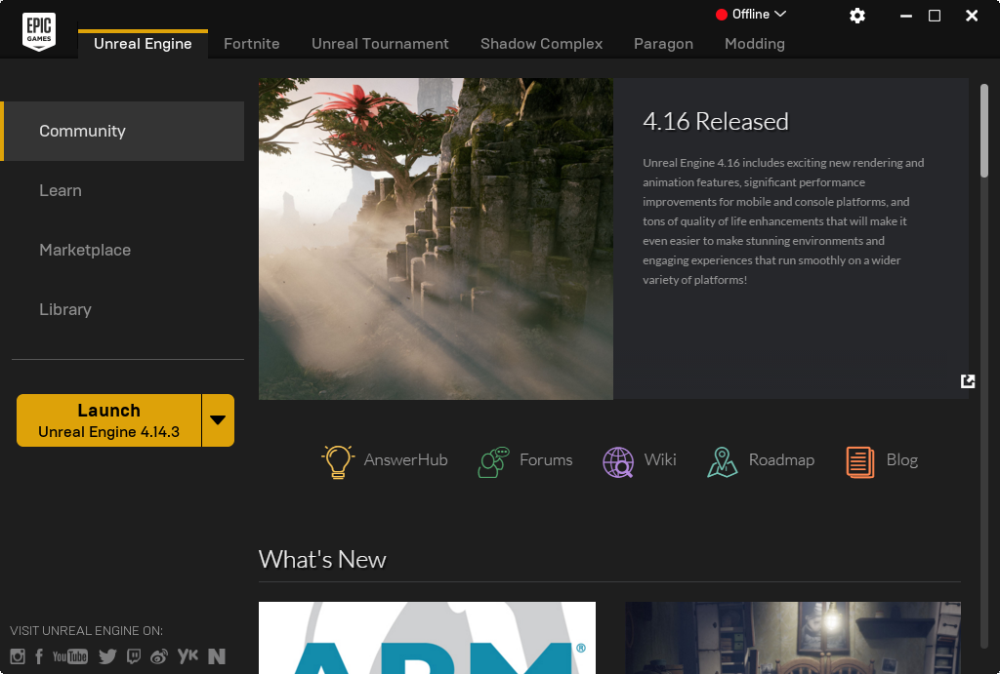 EPIC
GAMES
Offline
Unreal Engine
Fortnite
Unreal Tournament
Shadow Complex
Paragon
Modding
Community
Learn
Marketplace
Library
Launch
Unreal Engine 4.14.3
4.16 Released
Unreal Engine 4.16 includes exciting new rendering and
animation features, significant performance
improvements for mobile and console platforms, and
tons of quality of life enhancements that will make it
even easier to make stunning environments and
engaging experiences that run smoothly on a wider
variety of platforms!
AnswerHub
Forums
Wiki
Roadmap
Blog
What's New
ARM®
VISIT UNREAL ENGINE ON:
YouTube